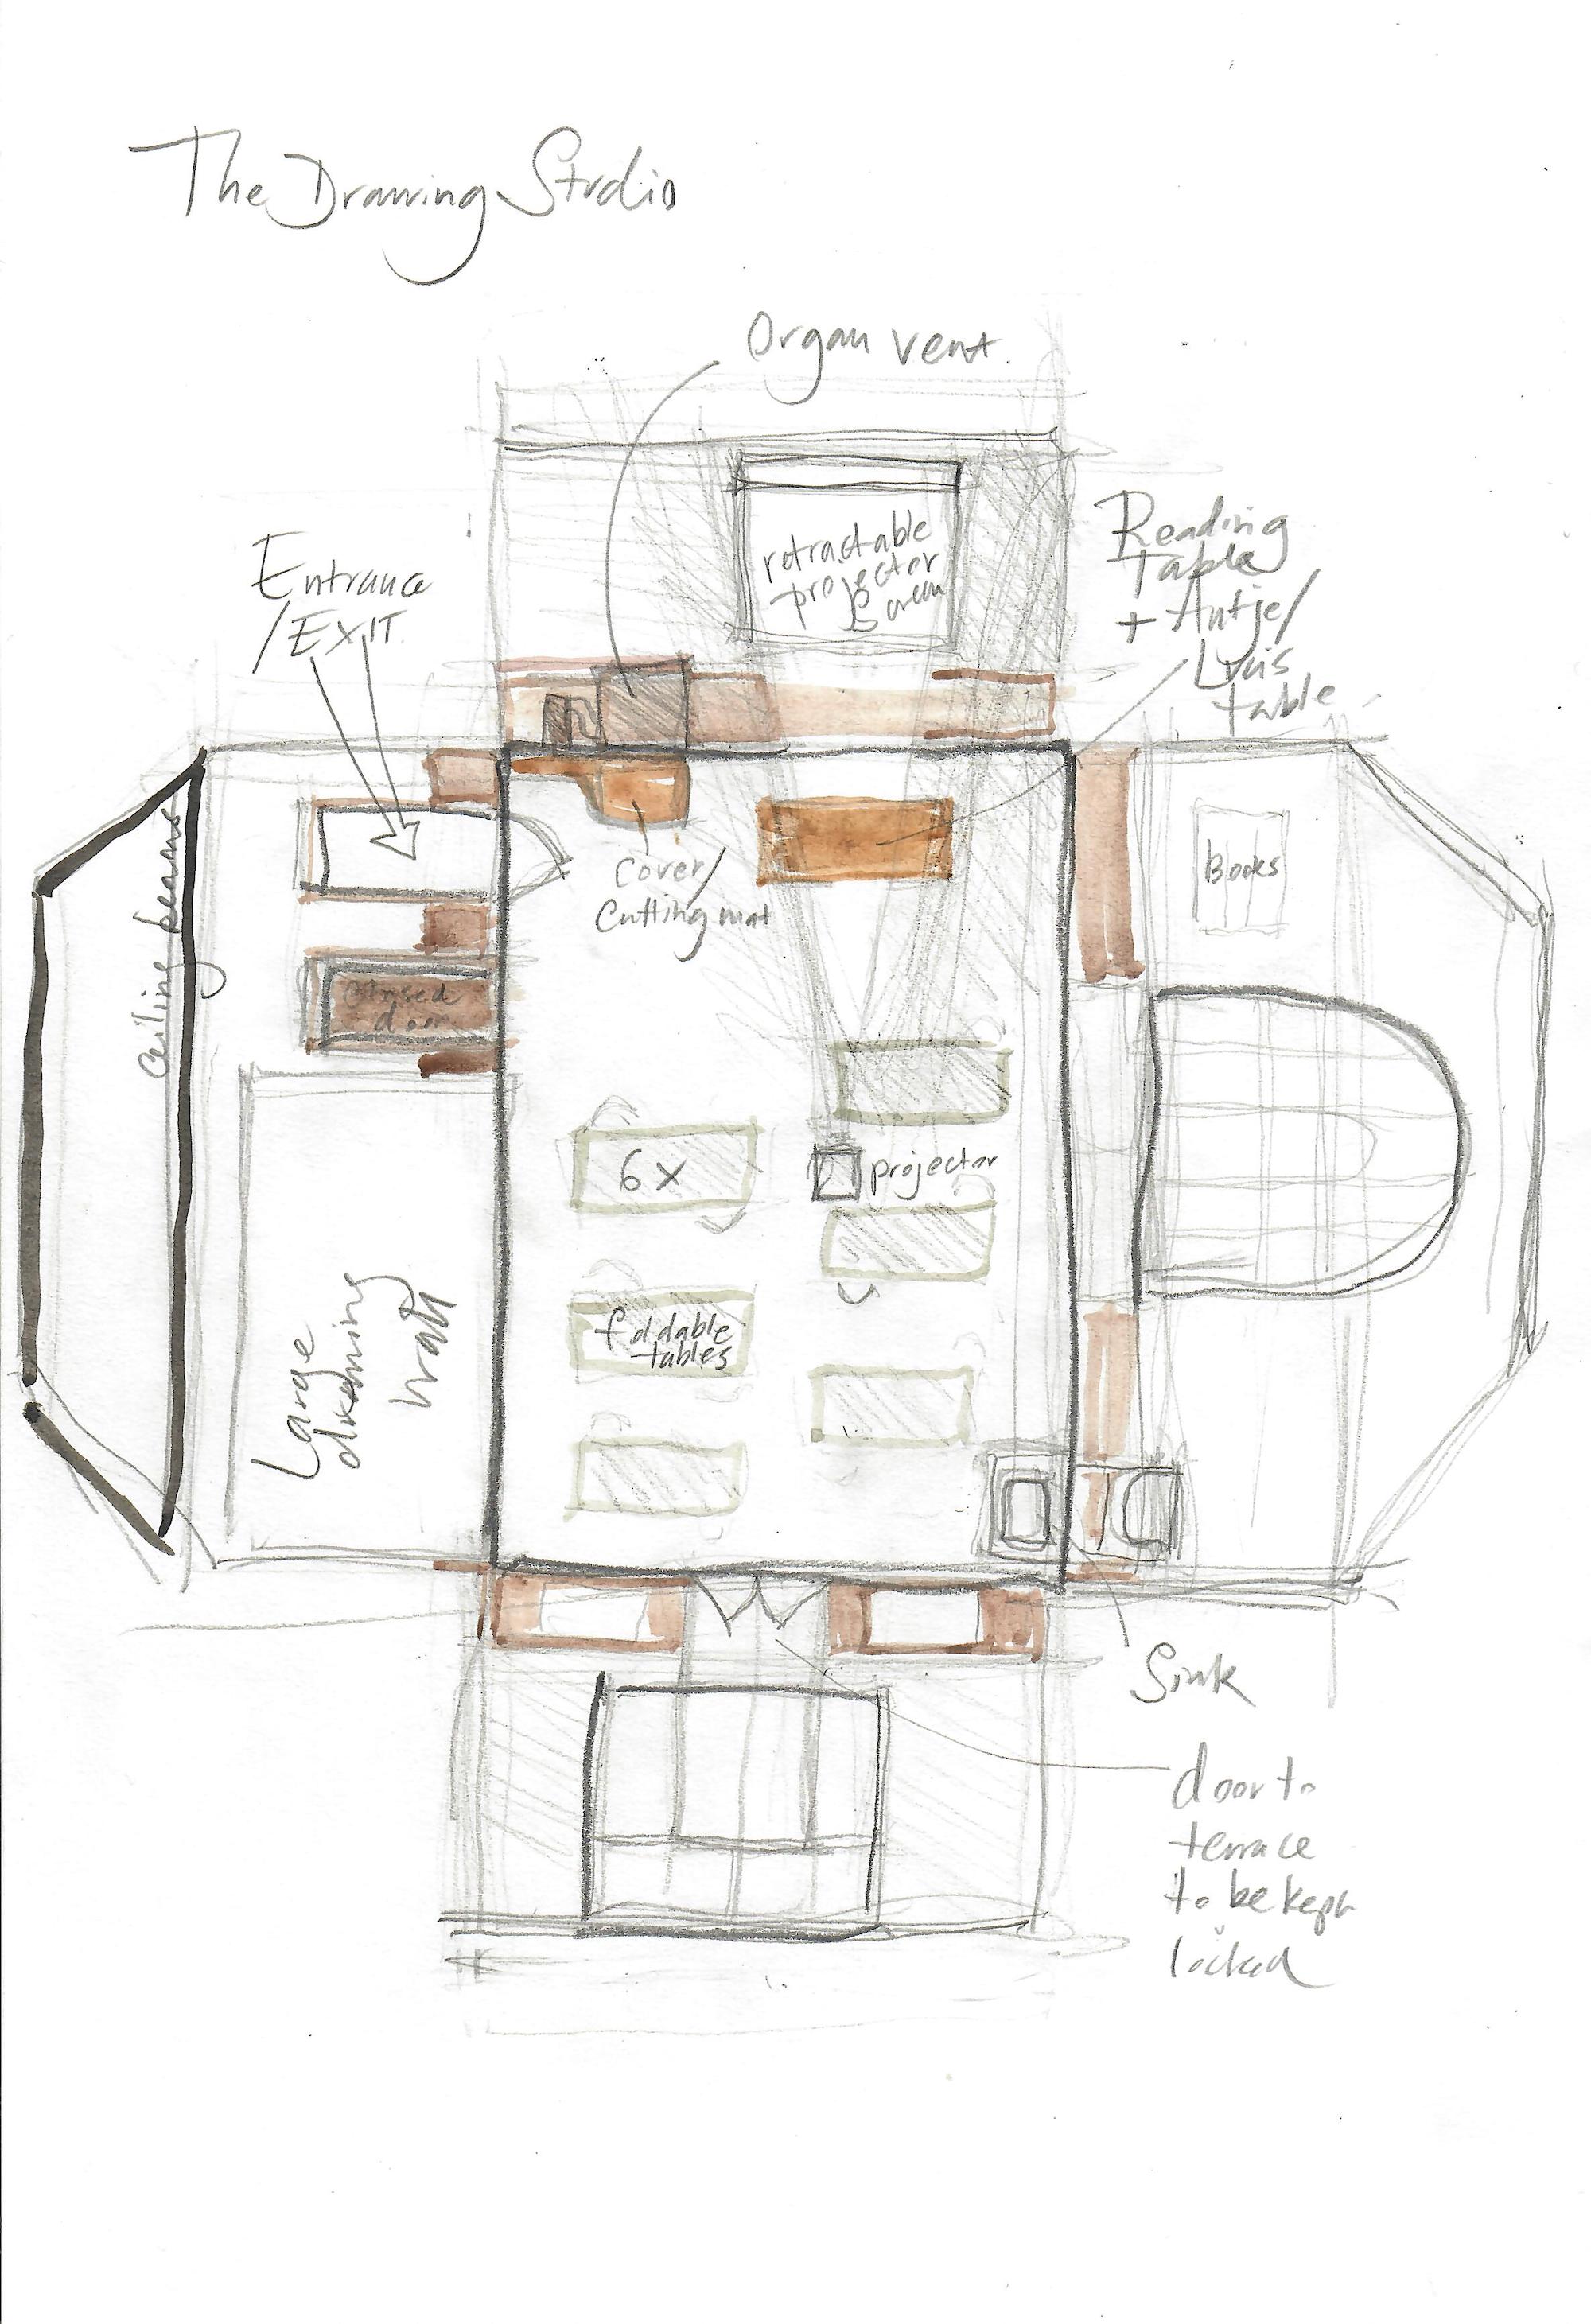 The Drawing Studio
Organ vent.
retractable
projector
Screen
Entrance
/EXIT
Reading
Table
+ Antje/
Luis
table
Ceiling beams
Cover/
Cutting mat
Books
closed
door
6x
projector
foldable
tables
Large
drawing
wall
Sink
door to
terrace
to be kept
locked